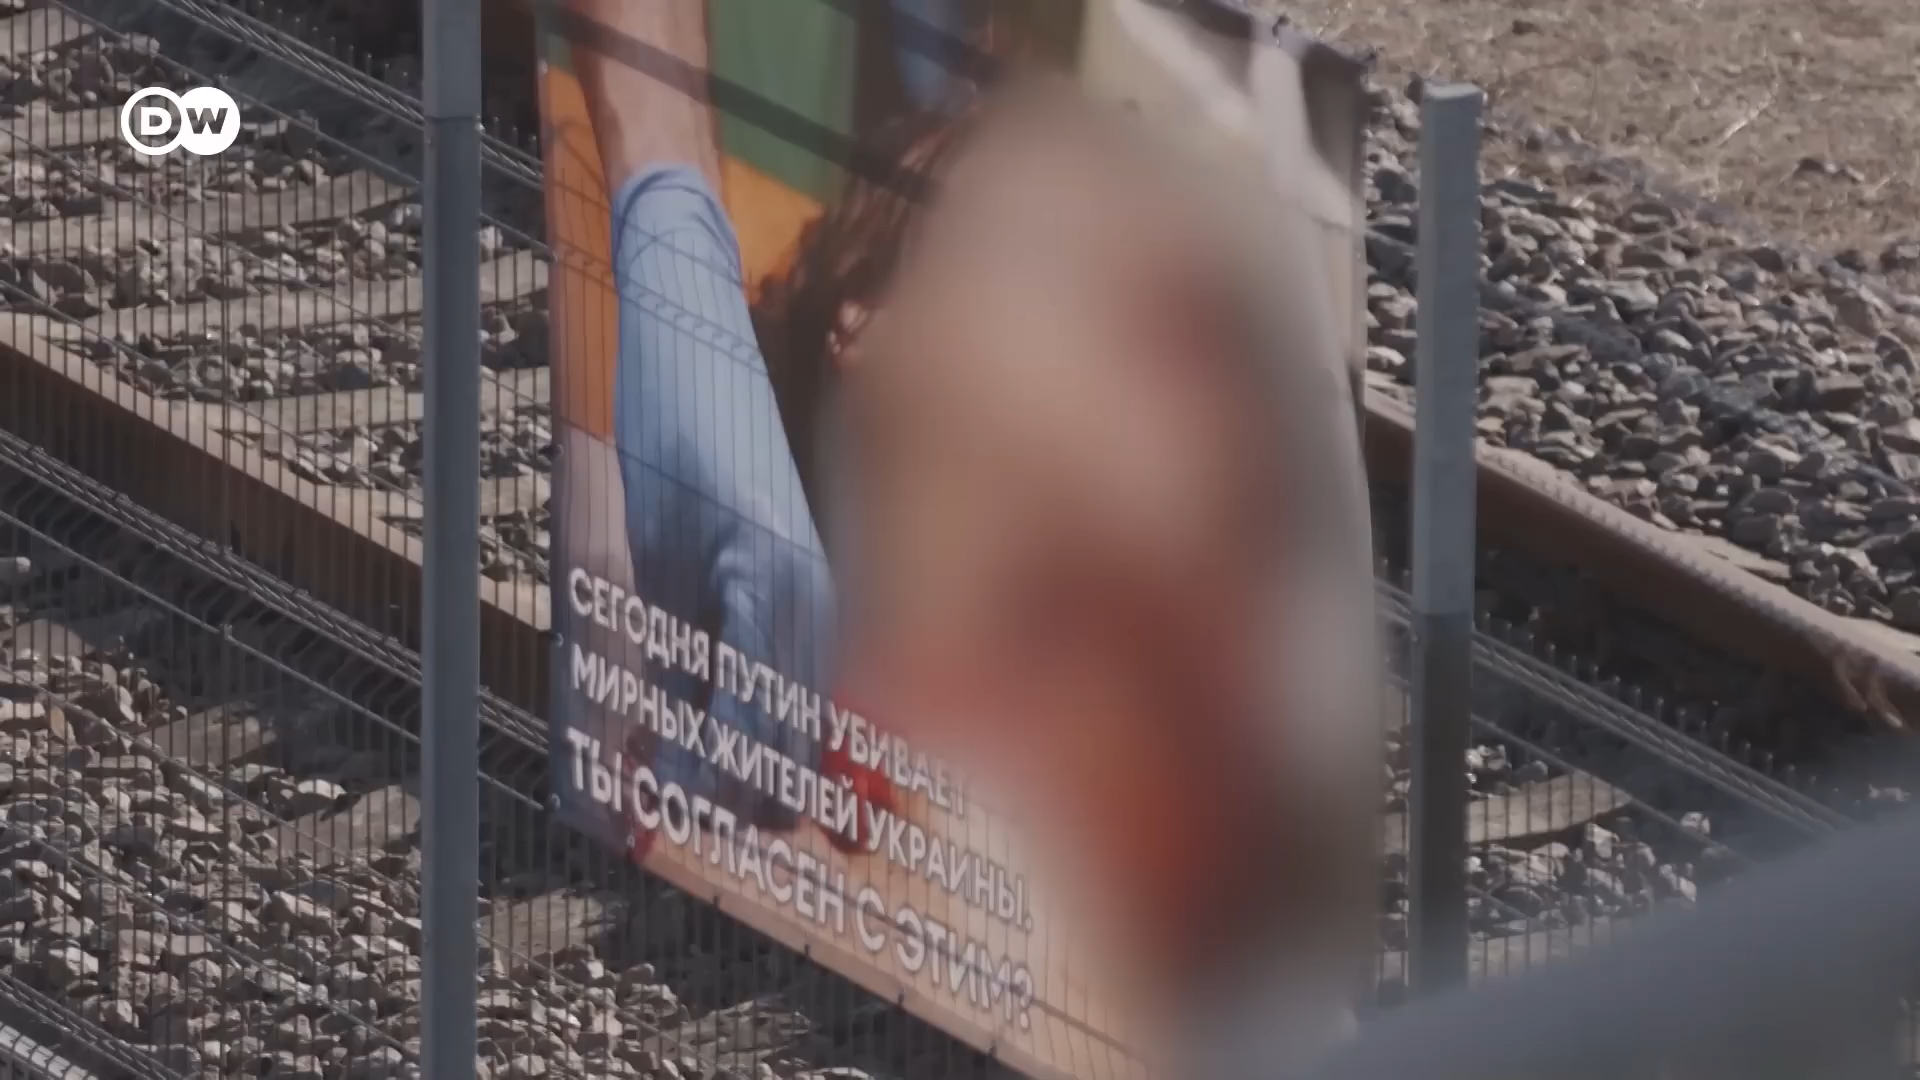 DW
СЕГОДНЯ ПУТИН УБИВАЕТ
МИРНЫХ ЖИТЕЛЕЙ УКРАИНЫ.
ТЫ СОГЛАСЕН С ЭТИМ?